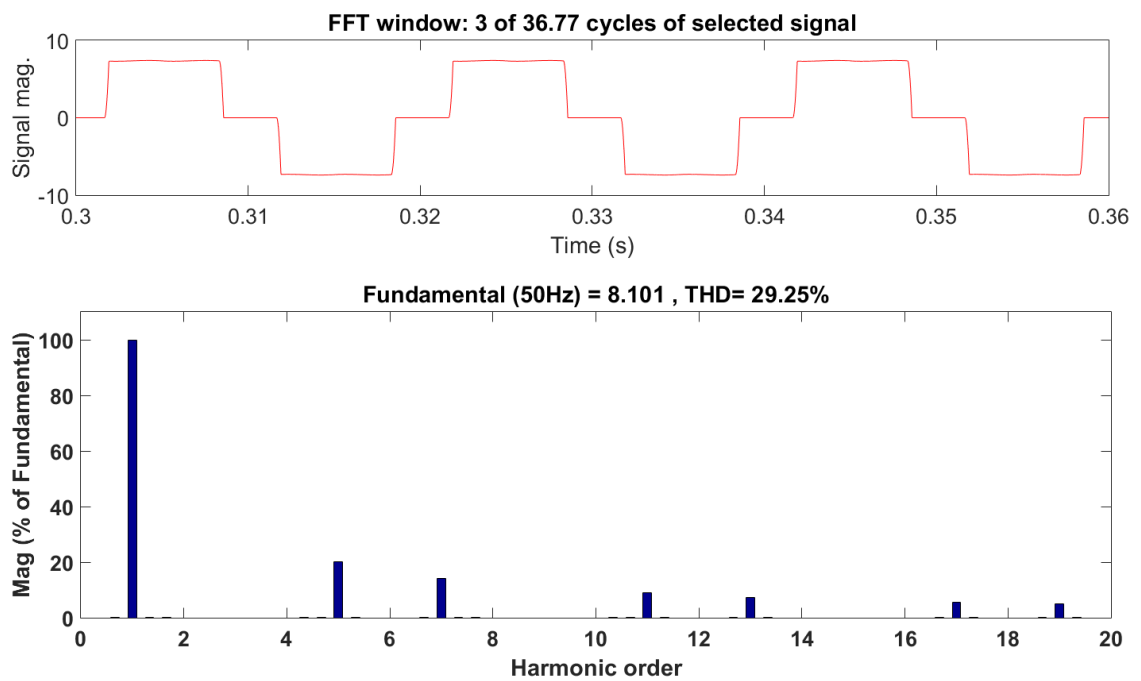 FFT window: 3 of 36.77 cycles of selected signal
10
0
-10
Signal mag.
0.3 0.31 0.32 0.33 0.34 0.35 0.36
Time (s)
Fundamental (50Hz) = 8.101 , THD= 29.25%
100
80
60
40
20
0
Mag (% of Fundamental)
0 2 4 6 8 10 12 14 16 18 20
Harmonic order